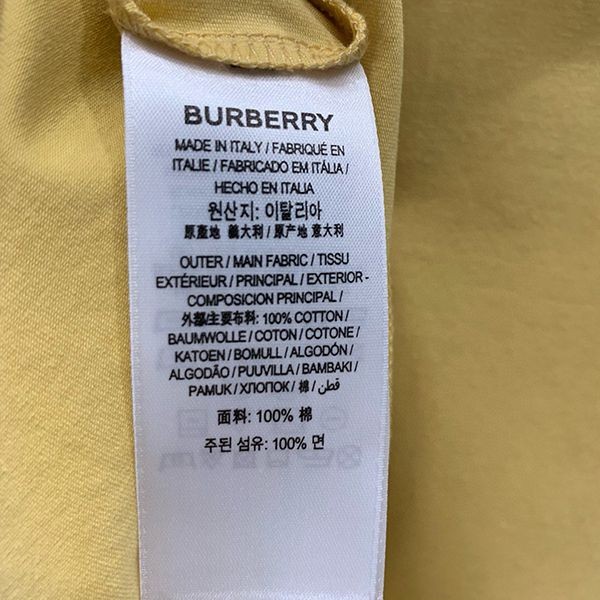 BURBERRY
MADE IN ITALY / FABRIQUÉ EN
ITALIE / FABRICADO EM ITÁLIA /
HECHO EN ITALIA
원산지: 이탈리아
原產地 義大利 / 原产地 意大利
OUTER / MAIN FABRIC / TISSU
EXTÉRIEUR / PRINCIPAL / EXTERIOR -
COMPOSICION PRINCIPAL /
外部/主要布料: 100% COTTON /
BAUMWOLLE / COTON / COTONE /
KATOEN / BOMULL / ALGODÓN /
ALGODÃO / PUUVILLA / BAMBAKI /
PAMUK / ХЛОПОК / 棉 / قطن /
面料: 100% 棉
주된 섬유: 100% 면